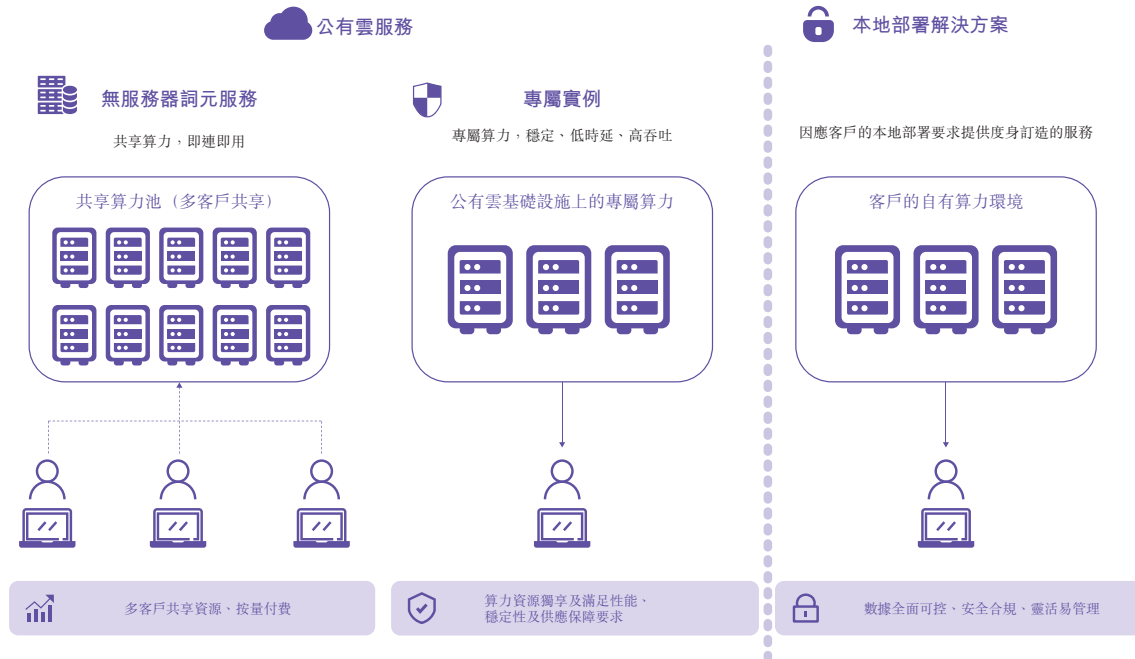 公有雲服務
無服務器詞元服務
共享算力，即連即用
共享算力池（多客戶共享）
多客戶共享資源、按量付費
專屬實例
專屬算力，穩定、低時延、高吞吐
公有雲基礎設施上的專屬算力
算力資源獨享及滿足性能、
穩定性及供應保障要求
本地部署解決方案
因應客戶的本地部署要求提供度身訂造的服務
客戶的自有算力環境
數據全面可控、安全合規、靈活易管理